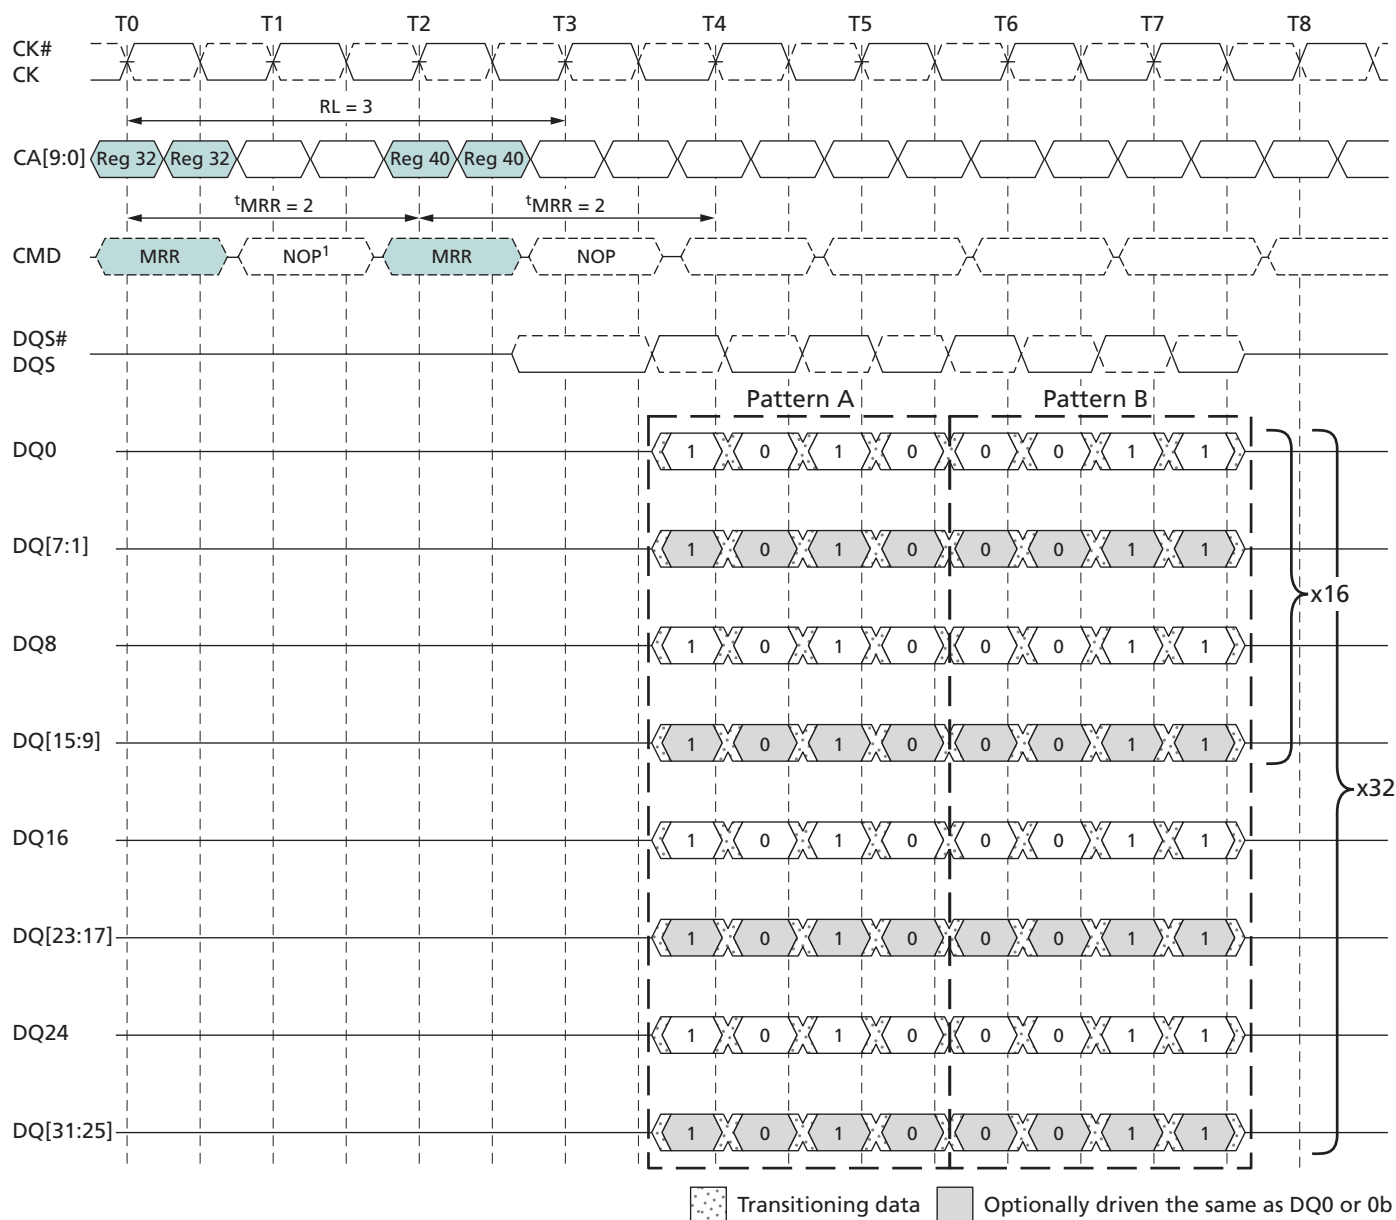 T0 T1 T2 T3 T4 T5 T6 T7 T8
CK#
CK
RL = 3
CA[9:0] Reg 32 Reg 32 Reg 40 Reg 40
tMRR = 2 tMRR = 2
CMD MRR NOP1 MRR NOP
DQS#
DQS
Pattern A Pattern B
DQ0 1 0 1 0 0 0 1 1
DQ[7:1] 1 0 1 0 0 0 1 1
x16
DQ8 1 0 1 0 0 0 1 1
DQ[15:9] 1 0 1 0 0 0 1 1
x32
DQ16 1 0 1 0 0 0 1 1
DQ[23:17] 1 0 1 0 0 0 1 1
DQ24 1 0 1 0 0 0 1 1
DQ[31:25] 1 0 1 0 0 0 1 1
Transitioning data Optionally driven the same as DQ0 or 0b